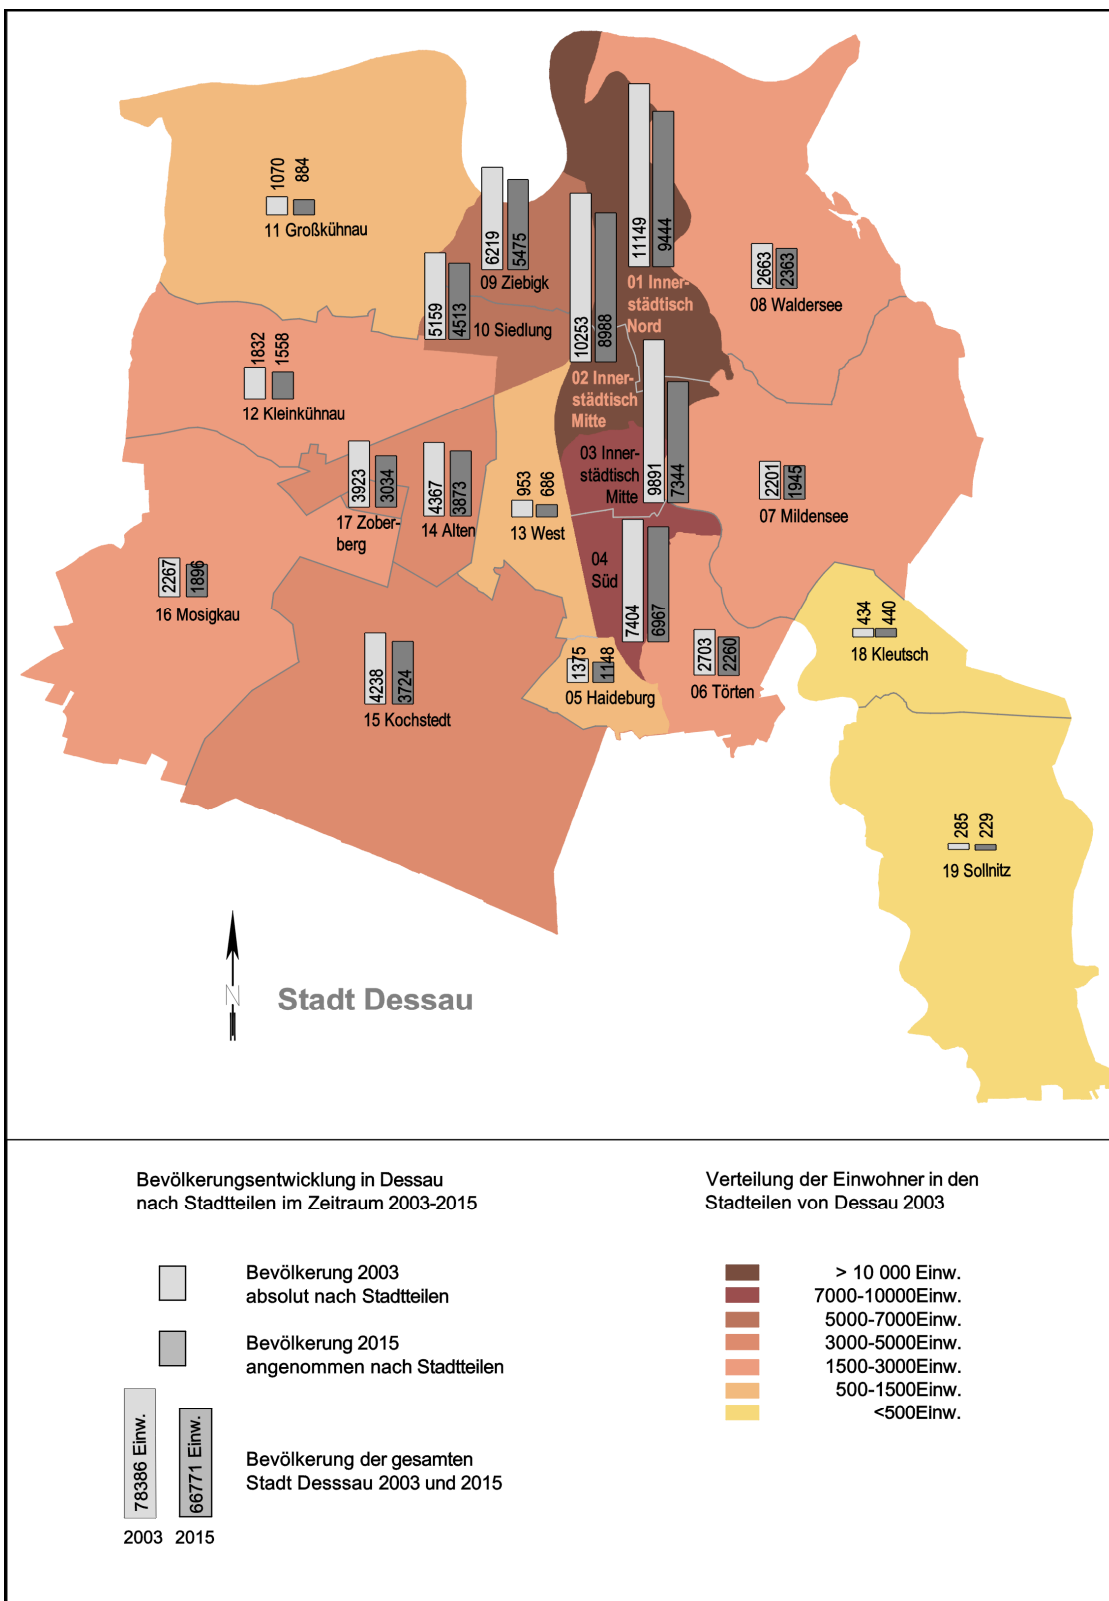 1070
884
11 Großkühnau
6219
5475
09 Ziebigk
5159
4513
10 Siedlung
11149
9444
01 Inner-
städtisch
Nord
10253
8988
02 Inner-
städtisch
Mitte
2663
2363
08 Waldersee
1832
1558
12 Kleinkühnau
9891
7344
03 Inner-
städtisch
Mitte
3923
3034
17 Zober-
berg
4367
3873
14 Alten
953
686
13 West
2201
1945
07 Mildensee
2267
1896
16 Mosigkau
7404
6967
04
Süd
434
440
18 Kleutsch
4238
3724
15 Kochstedt
1375
1148
05 Haideburg
2703
2260
06 Törten
285
229
19 Sollnitz
N
Stadt Dessau
Bevölkerungsentwicklung in Dessau
nach Stadtteilen im Zeitraum 2003-2015
Bevölkerung 2003
absolut nach Stadtteilen
Bevölkerung 2015
angenommen nach Stadtteilen
78386 Einw.
66771 Einw.
2003 2015
Bevölkerung der gesamten
Stadt Desssau 2003 und 2015
Verteilung der Einwohner in den
Stadteilen von Dessau 2003
> 10 000 Einw.
7000-10000Einw.
5000-7000Einw.
3000-5000Einw.
1500-3000Einw.
500-1500Einw.
<500Einw.